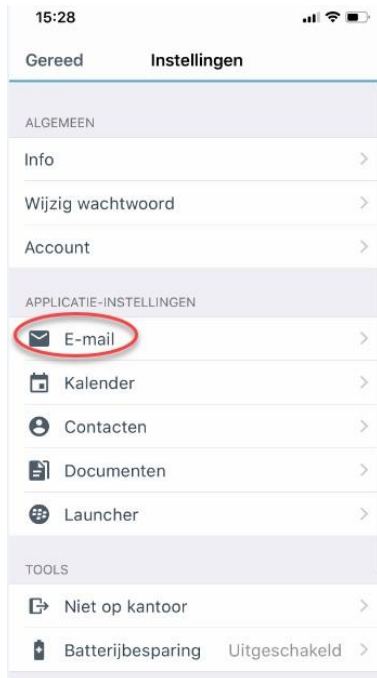 15:28
Gereed Instellingen
ALGEMEEN
Info
Wijzig wachtwoord
Account
APPLICATIE-INSTELLINGEN
E-mail
Kalender
Contacten
Documenten
Launcher
TOOLS
Niet op kantoor
Batterijbesparing Uitgeschakeld